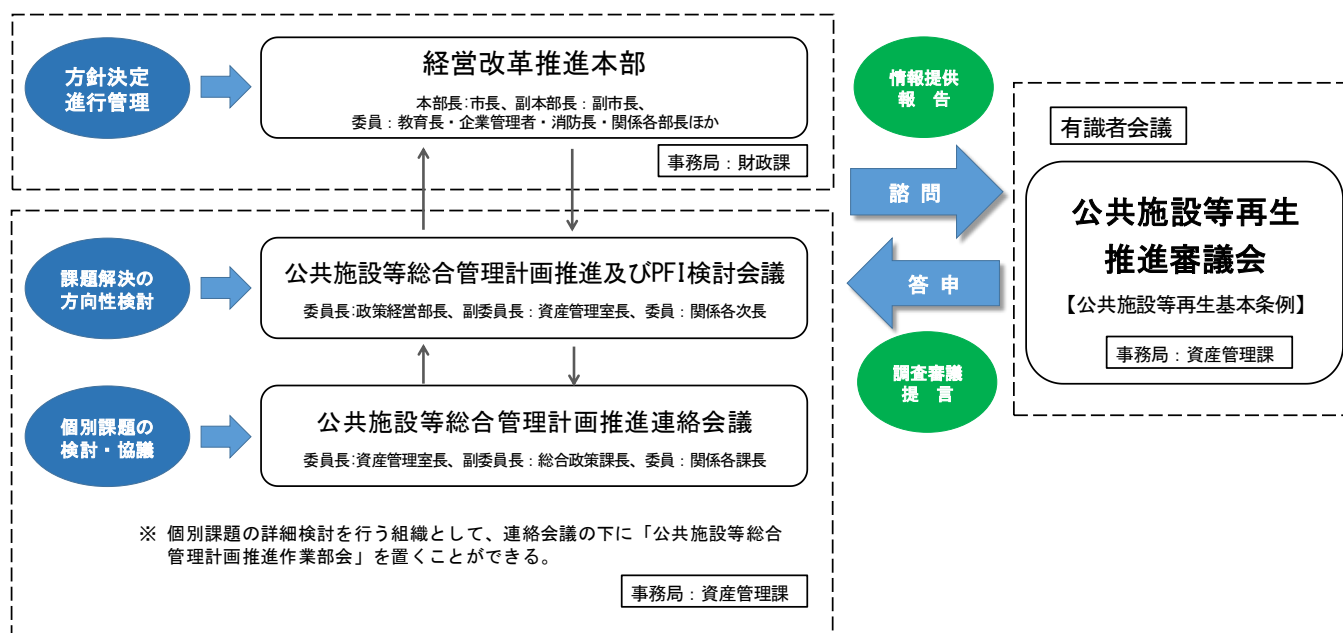 方針決定
進行管理
経営改革推進本部
本部長:市長、副本部長：副市長、
委員：教育長・企業管理者・消防長・関係各部長ほか
事務局：財政課
課題解決の
方向性検討
公共施設等総合管理計画推進及びPFI検討会議
委員長:政策経営部長、副委員長：資産管理室長、委員：関係各次長
個別課題の
検討・協議
公共施設等総合管理計画推進連絡会議
委員長:資産管理室長、副委員長：総合政策課長、委員：関係各課長
※ 個別課題の詳細検討を行う組織として、連絡会議の下に「公共施設等総合
管理計画推進作業部会」を置くことができる。
事務局：資産管理課
情報提供
報　告
諮 問
答 申
調査審議
提　言
有識者会議
公共施設等再生
推進審議会
【公共施設等再生基本条例】
事務局：資産管理課